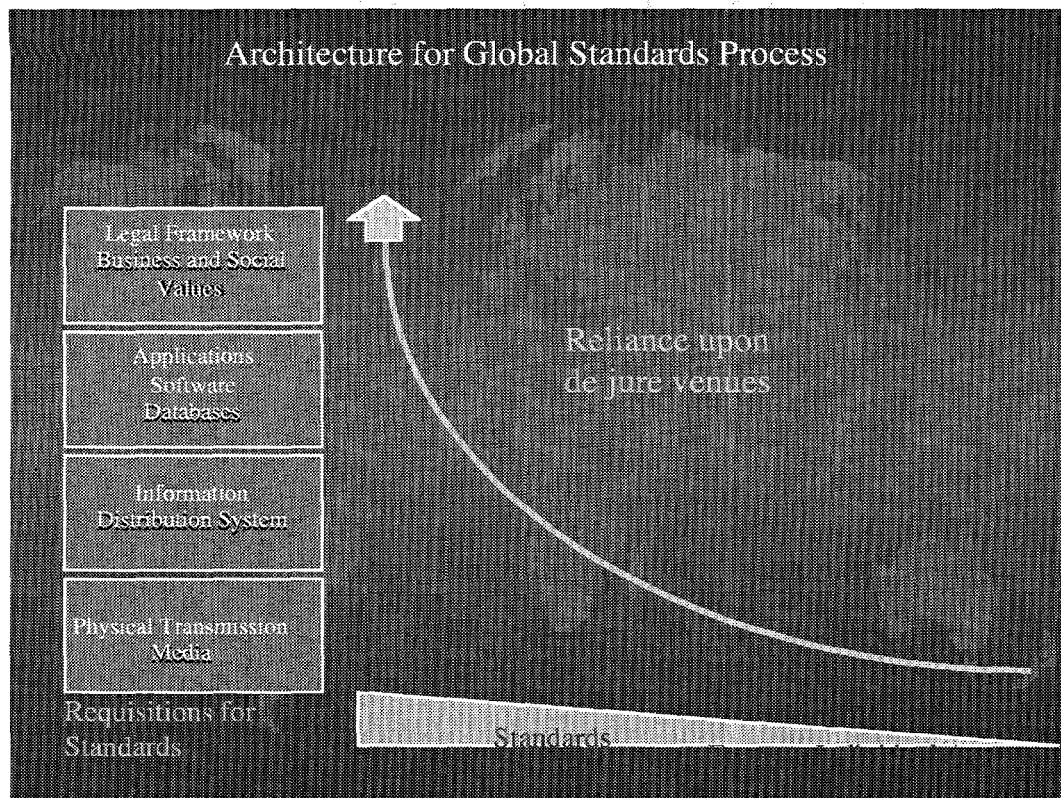 Architecture for Global Standards Process
Legal Framework
Business and Social
Values
Applications
Software
Databases
Information
Distribution System
Physical Transmission
Media
Reliance upon
de jure venues
Requisitions for
Standards
Standards